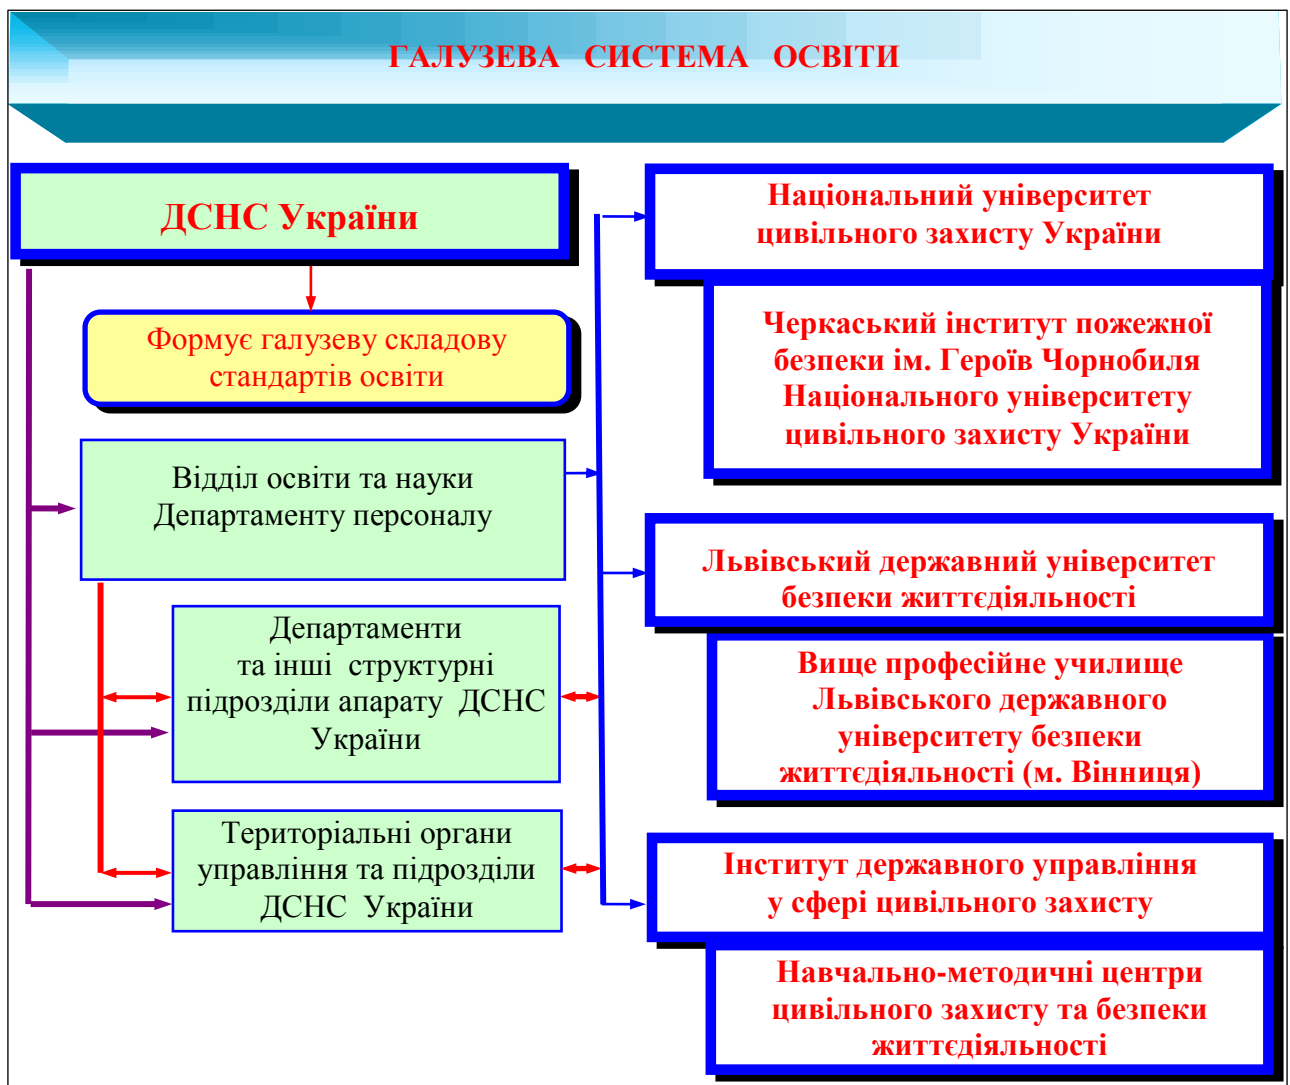 ГАЛУЗЕВА СИСТЕМА ОСВІТИ
ДСНС України
Формує галузеву складову
стандартів освіти
Відділ освіти та науки
Департаменту персоналу
Департаменти
та інші структурні
підрозділи апарату ДСНС
України
Територіальні органи
управління та підрозділи
ДСНС України
Національний університет
цивільного захисту України
Черкаський інститут пожежної
безпеки ім. Героїв Чорнобиля
Національного університету
цивільного захисту України
Львівський державний університет
безпеки життєдіяльності
Вище професійне училище
Львівського державного
університету безпеки
життєдіяльності (м. Вінниця)
Інститут державного управління
у сфері цивільного захисту
Навчально-методичні центри
цивільного захисту та безпеки
життєдіяльності